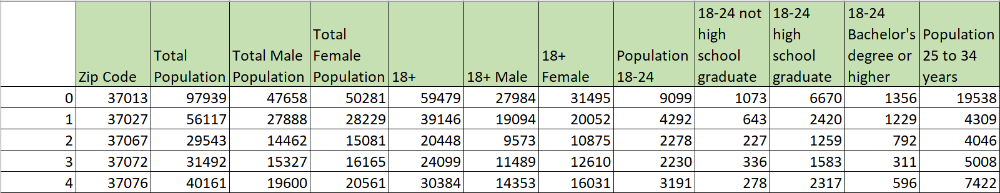 Zip Code Total Population Total Male Population Total Female Population 18+ 18+ Male 18+ Female Population 18-24 18-24 not high school graduate 18-24 high school graduate 18-24 Bachelor's degree or higher Population 25 to 34 years
0 37013 97939 47658 50281 59479 27984 31495 9099 1073 6670 1356 19538
1 37027 56117 27888 28229 39146 19094 20052 4292 643 2420 1229 4309
2 37067 29543 14462 15081 20448 9573 10875 2278 227 1259 792 4046
3 37072 31492 15327 16165 24099 11489 12610 2230 336 1583 311 5008
4 37076 40161 19600 20561 30384 14353 16031 3191 278 2317 596 7422